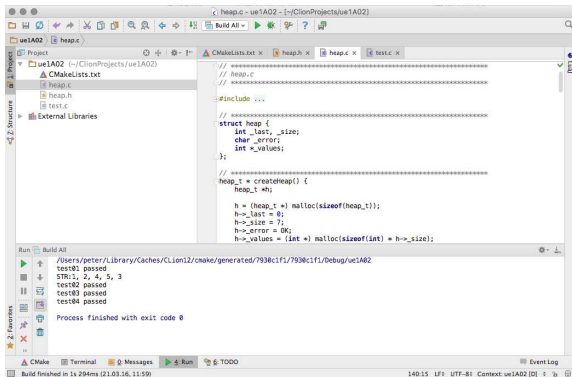 heap.c - ue1A02 - [~/ClionProjects/ue1A02]
Build All
ue1A02 heap.c
Project
CMakeLists.txt heap.h heap.c test.c
ue1A02 (~/ClionProjects/ue1A02)
CMakeLists.txt
heap.c
heap.h
test.c
External Libraries
1: Project
7: Structure
2: Favorites
// ****************************************************************
// heap.c
// ****************************************************************
#include ...
// ****************************************************************
struct heap {
int _last, _size;
char _error;
int *_values;
};
// ****************************************************************
heap_t * createHeap() {
heap_t *h;
h = (heap_t *) malloc(sizeof(heap_t));
h->_last = 0;
h->_size = 7;
h->_error = OK;
h->_values = (int *) malloc(sizeof(int) * h->_size);
Run Build All
/Users/peter/Library/Caches/CLion12/cmake/generated/7930c1f1/7930c1f1/Debug/ue1A02
test01 passed
STR:1, 2, 4, 5, 3
test02 passed
test03 passed
test04 passed
Process finished with exit code 0
CMake Terminal 0: Messages 4: Run 6: TODO Event Log
Build finished in 1s 294ms (21.03.16, 11:59) 140:15 LF÷ UTF-8÷ Context: ue1A02 [D]